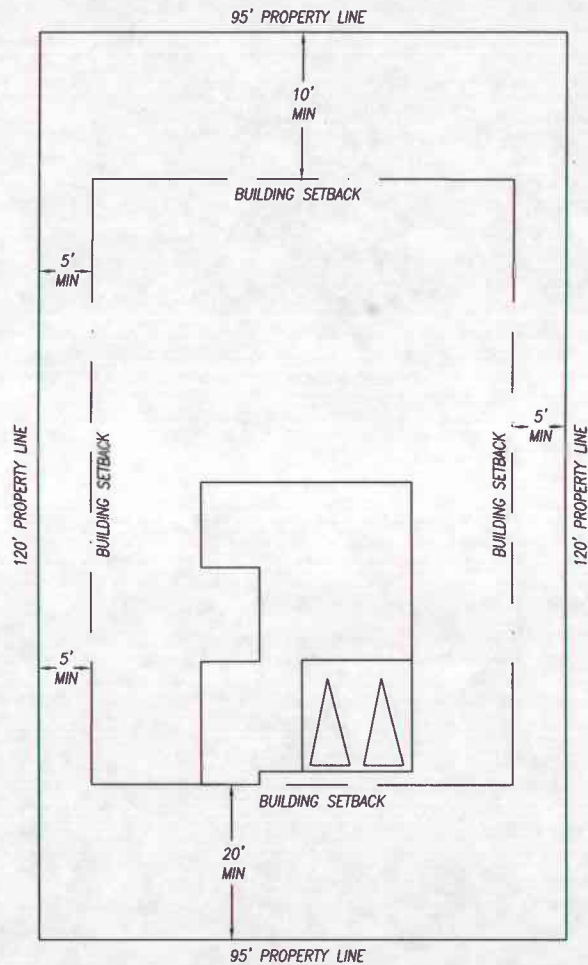 95' PROPERTY LINE
10'
MIN
BUILDING SETBACK
5'
MIN
5'
MIN
120' PROPERTY LINE
BUILDING SETBACK
BUILDING SETBACK
120' PROPERTY LINE
5'
MIN
BUILDING SETBACK
20'
MIN
95' PROPERTY LINE